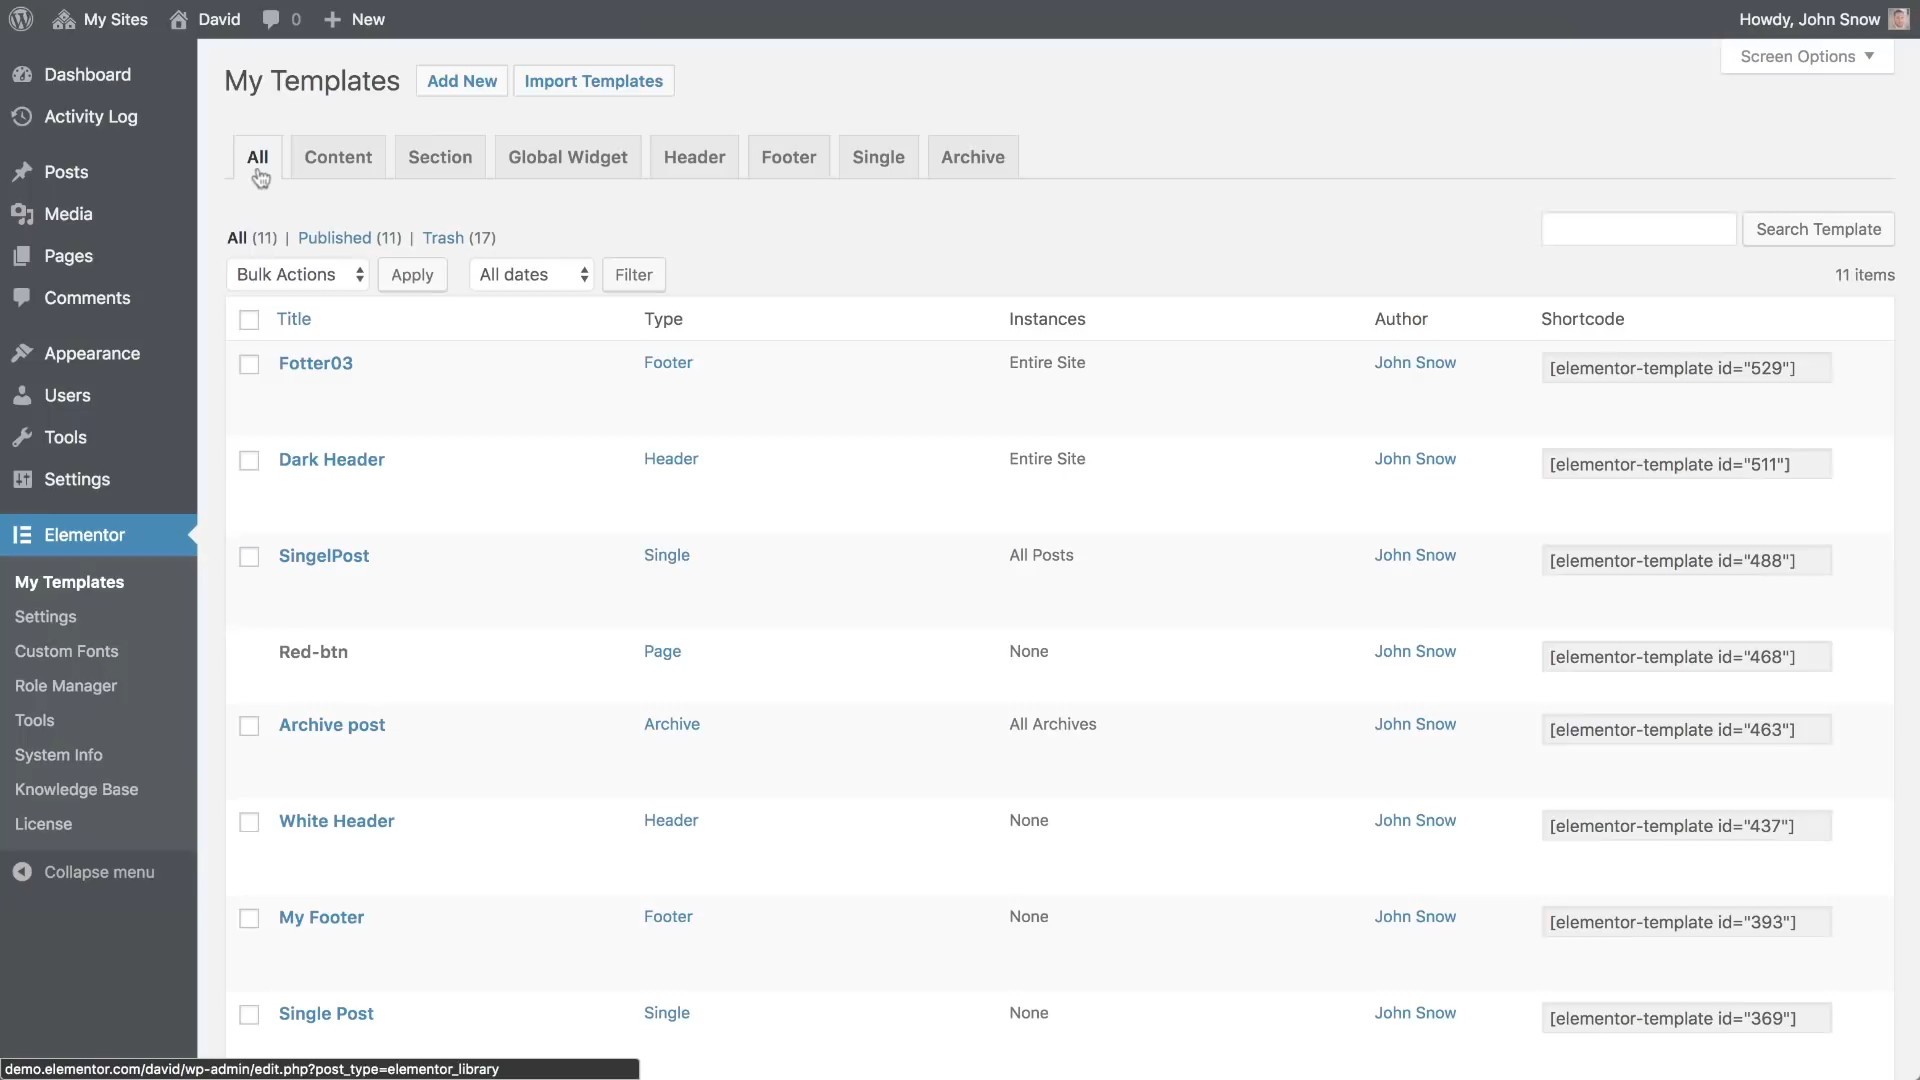 My Sites David 0 New Howdy, John Snow
Screen Options
Dashboard
Activity Log
Posts
Media
Pages
Comments
Appearance
Users
Tools
Settings
Elementor
My Templates
Settings
Custom Fonts
Role Manager
Tools
System Info
Knowledge Base
License
Collapse menu
My Templates Add New Import Templates
All Content Section Global Widget Header Footer Single Archive
All (11) | Published (11) | Trash (17)
Search Template
Bulk Actions Apply All dates Filter
11 items
Title Type Instances Author Shortcode
Fotter03 Footer Entire Site John Snow [elementor-template id="529"]
Dark Header Header Entire Site John Snow [elementor-template id="511"]
SingelPost Single All Posts John Snow [elementor-template id="488"]
Red-btn Page None John Snow [elementor-template id="468"]
Archive post Archive All Archives John Snow [elementor-template id="463"]
White Header Header None John Snow [elementor-template id="437"]
My Footer Footer None John Snow [elementor-template id="393"]
Single Post Single None John Snow [elementor-template id="369"]
demo.elementor.com/david/wp-admin/edit.php?post_type=elementor_library